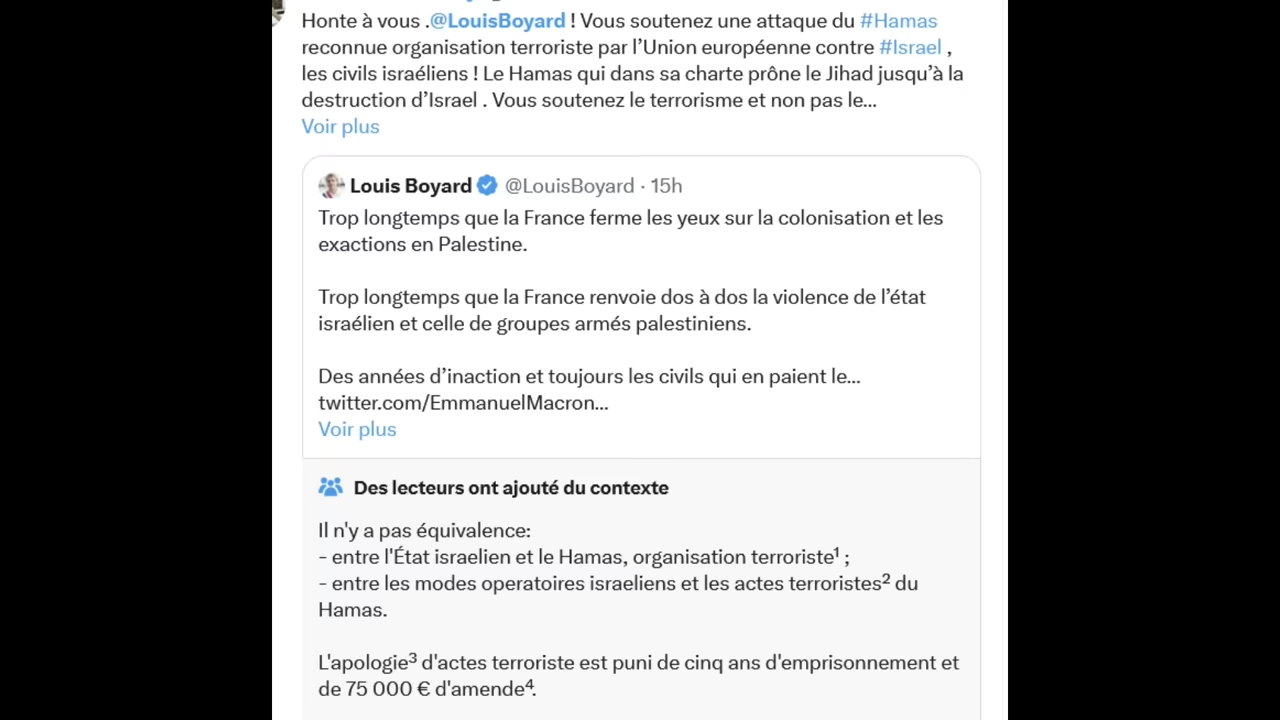 Honte à vous .@LouisBoyard ! Vous soutenez une attaque du #Hamas
reconnue organisation terroriste par l’Union européenne contre #Israel ,
les civils israéliens ! Le Hamas qui dans sa charte prône le Jihad jusqu’à la
destruction d’Israel . Vous soutenez le terrorisme et non pas le...
Voir plus
Louis Boyard @LouisBoyard · 15h
Trop longtemps que la France ferme les yeux sur la colonisation et les
exactions en Palestine.
Trop longtemps que la France renvoie dos à dos la violence de l’état
israélien et celle de groupes armés palestiniens.
Des années d’inaction et toujours les civils qui en paient le...
twitter.com/EmmanuelMacron...
Voir plus
Des lecteurs ont ajouté du contexte
Il n'y a pas équivalence:
- entre l'État israelien et le Hamas, organisation terroriste¹ ;
- entre les modes operatoires israeliens et les actes terroristes² du
Hamas.
L'apologie³ d'actes terroriste est puni de cinq ans d'emprisonnement et
de 75 000 € d'amende⁴.